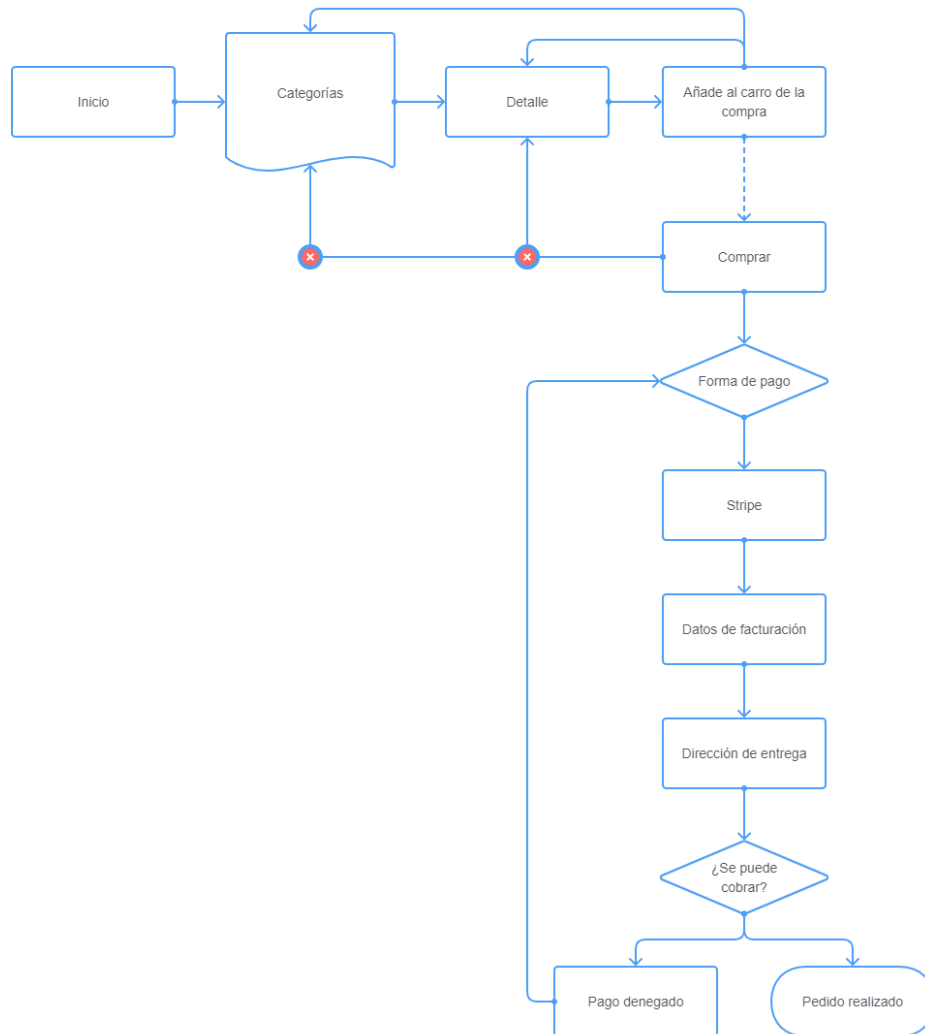 Inicio
Categorías
Detalle
Añade al carro de la
compra
Comprar
Forma de pago
Stripe
Datos de facturación
Dirección de entrega
¿Se puede
cobrar?
Pago denegado
Pedido realizado